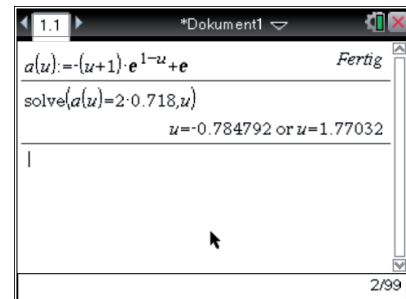 1.1 *Dokument1
a(u):=-(u+1)·e^1-u+e Fertig
solve(a(u)=2·0.718,u)
u=-0.784792 or u=1.77032
2/99